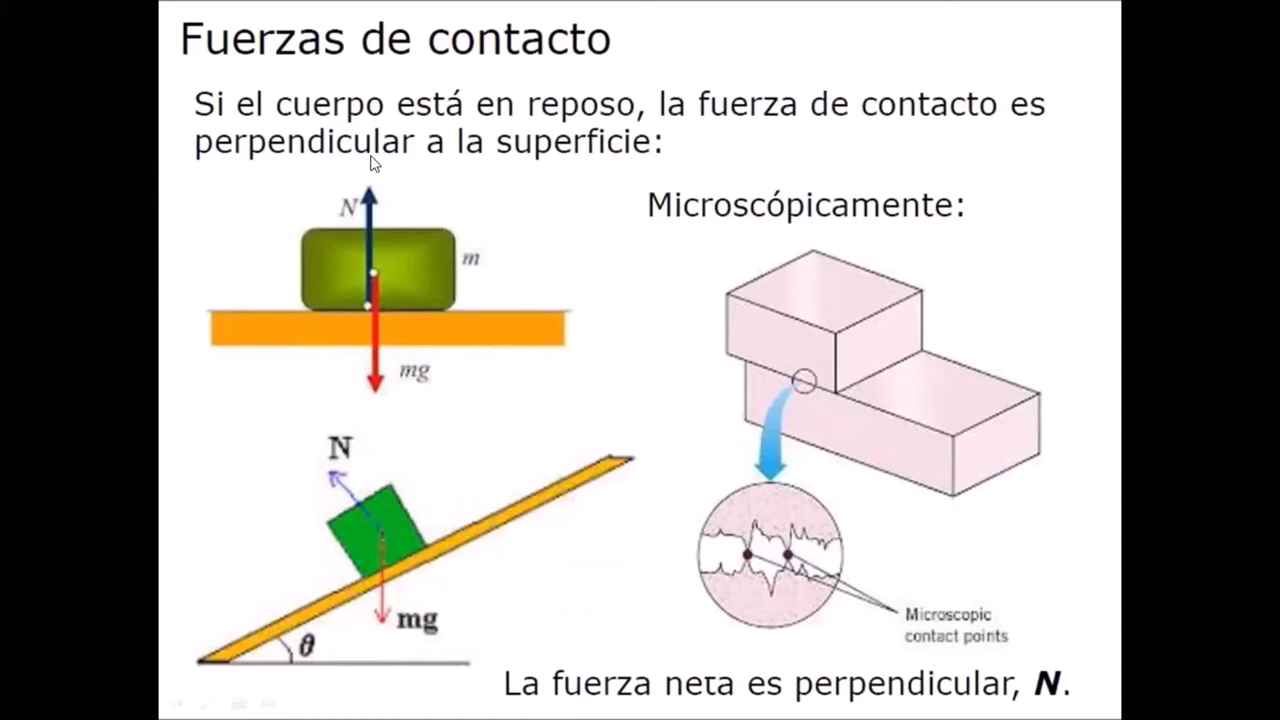 Fuerzas de contacto
Si el cuerpo está en reposo, la fuerza de contacto es
perpendicular a la superficie:
N
m
mg
Microscópicamente:
N
mg
θ
Microscopic
contact points
La fuerza neta es perpendicular, N.